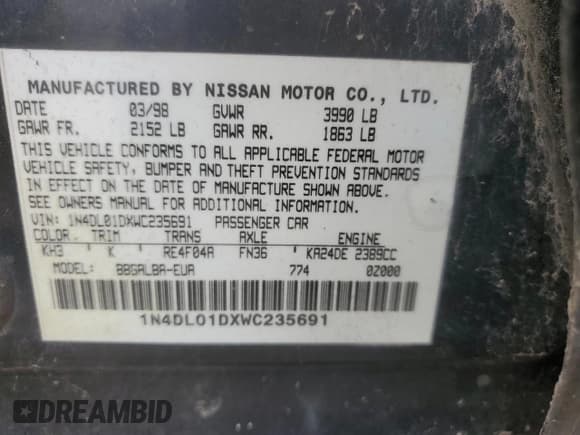 MANUFACTURED BY NISSAN MOTOR CO., LTD.
DATE 03/98 GVWR 3990 LB
GAWR FR. 2152 LB GAWR RR. 1863 LB
THIS VEHICLE CONFORMS TO ALL APPLICABLE FEDERAL MOTOR
VEHICLE SAFETY, BUMPER AND THEFT PREVENTION STANDARDS
IN EFFECT ON THE DATE OF MANUFACTURE SHOWN ABOVE.
SEE OWNERS MANUAL FOR ADDITIONAL INFORMATION.
VIN: 1N4DL01DXWC235691 PASSENGER CAR
COLOR TRIM TRANS AXLE ENGINE
KH3 K RE4F04A FN36 KA24DE 2389CC
MODEL: BBGALBA-EUA 774 0Z000
1N4DL01DXWC235691
DREAMBID